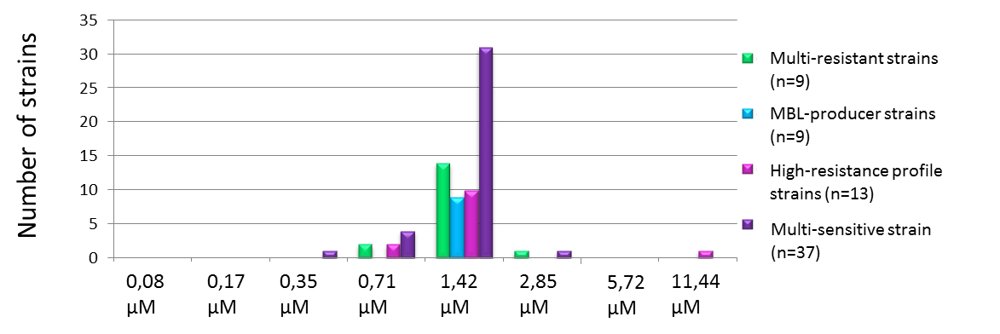 35
30
25
20
15
10
5
0
Number of strains
0,08 0,17 0,35 0,71 1,42 2,85 5,72 11,44
µM µM µM µM µM µM µM µM
Multi-resistant strains
(n=9)
MBL-producer strains
(n=9)
High-resistance profile
strains (n=13)
Multi-sensitive strain
(n=37)